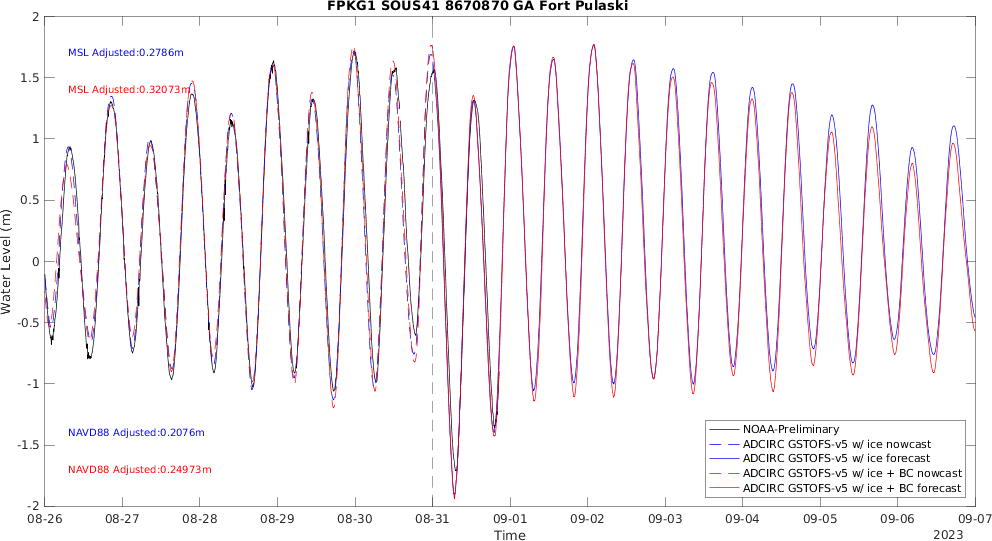 FPKG1 SOUS41 8670870 GA Fort Pulaski
Water Level (m)
2
1.5
1
0.5
0
-0.5
-1
-1.5
-2
MSL Adjusted:0.2786m
MSL Adjusted:0.32073m
NAVD88 Adjusted:0.2076m
NAVD88 Adjusted:0.24973m
NOAA-Preliminary
ADCIRC GSTOFS-v5 w/ ice nowcast
ADCIRC GSTOFS-v5 w/ ice forecast
ADCIRC GSTOFS-v5 w/ ice + BC nowcast
ADCIRC GSTOFS-v5 w/ ice + BC forecast
08-26 08-27 08-28 08-29 08-30 08-31 09-01 09-02 09-03 09-04 09-05 09-06 09-07
Time
2023